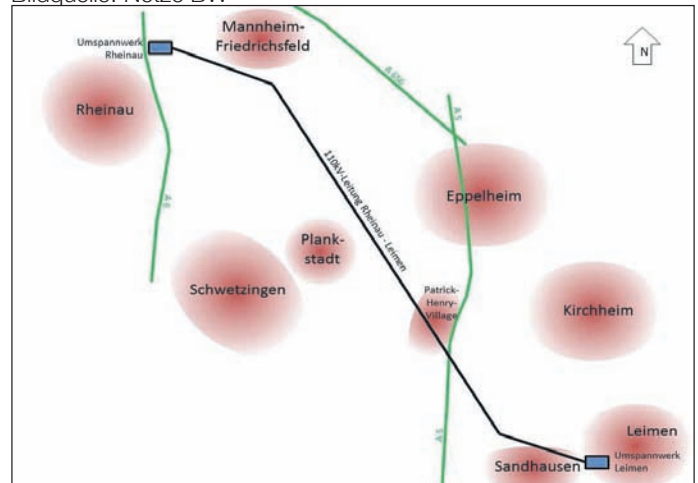 Bildquelle: Netze BW
Mannheim-
Friedrichsfeld
Umspannwerk
Rheinau
N
A 656
A 5
Rheinau
110kV-Leitung Rheinau - Leimen
Eppelheim
A 6
Plank-
stadt
Schwetzingen
Patrick-
Henry-
Village
Kirchheim
A 5
Leimen
Umspannwerk
Leimen
Sandhausen